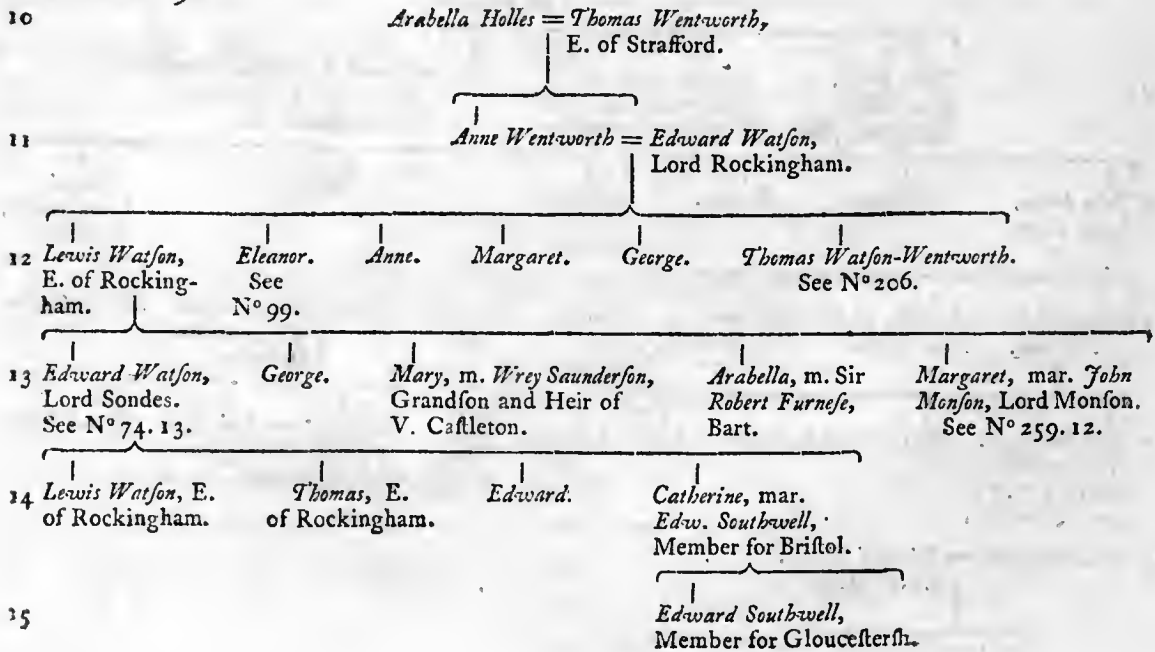 10 Arabella Holles = Thomas Wentworth,
E. of Strafford.
11 Anne Wentworth = Edward Watſon,
Lord Rockingham.
12 Lewis Watſon, Eleanor. Anne. Margaret. George. Thomas Watſon-Wentworth.
E. of Rocking- See See Nº 206.
ham. Nº 99.
13 Edward Watſon, George. Mary, m. Wrey Saunderſon, Arabella, m. Sir Margaret, mar. John
Lord Sondes. Grandſon and Heir of Robert Furneſe, Monſon, Lord Monſon.
See Nº 74. 13. V. Caſtleton. Bart. See Nº 259. 12.
14 Lewis Watſon, E. Thomas, E. Edward. Catherine, mar.
of Rockingham. of Rockingham. Edw. Southwell,
Member for Briſtol.
15 Edward Southwell,
Member for Glouceſterſh.